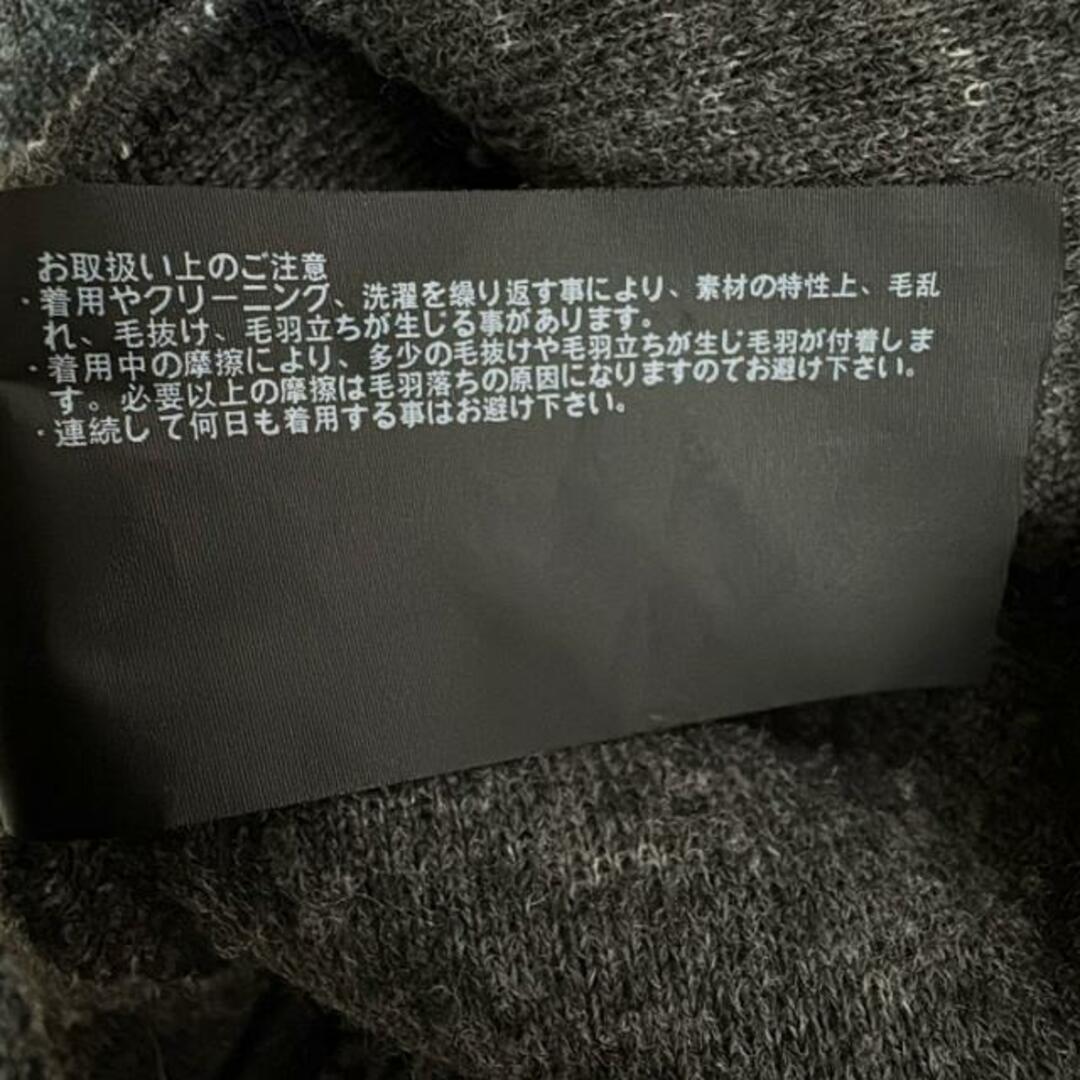 お取扱い上のご注意
・着用やクリーニング、洗濯を繰り返す事により、素材の特性上、毛乱
れ、毛抜け、毛羽立ちが生じる事があります。
・着用中の摩擦により、多少の毛抜けや毛羽立ちが生じ毛羽が付着しま
す。必要以上の摩擦は毛羽落ちの原因になりますのでお避け下さい。
・連続して何日も着用する事はお避け下さい。